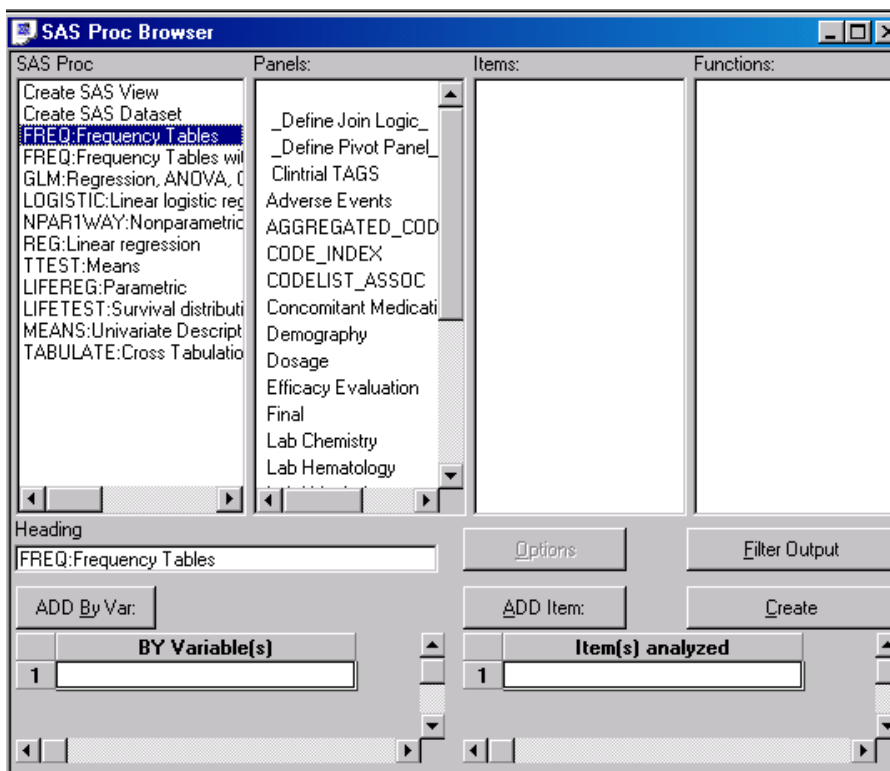 SAS Proc Browser
SAS Proc
Create SAS View
Create SAS Dataset
FREQ:Frequency Tables
FREQ:Frequency Tables wi
GLM:Regression, ANOVA, C
LOGISTIC:Linear logistic reg
NPAR1WAY:Nonparametric
REG:Linear regression
TTEST:Means
LIFEREG:Parametric
LIFETEST:Survival distributi
MEANS:Univariate Descript
TABULATE:Cross Tabulatio
Panels:
_Define Join Logic_
_Define Pivot Panel_
Clintrial TAGS
Adverse Events
AGGREGATED_COD
CODE_INDEX
CODELIST_ASSOC
Concomitant Medicati
Demography
Dosage
Efficacy Evaluation
Final
Lab Chemistry
Lab Hematology
Items:
Functions:
Heading
FREQ:Frequency Tables
Options
Filter Output
ADD By Var:
ADD Item:
Create
BY Variable(s)
1
Item(s) analyzed
1